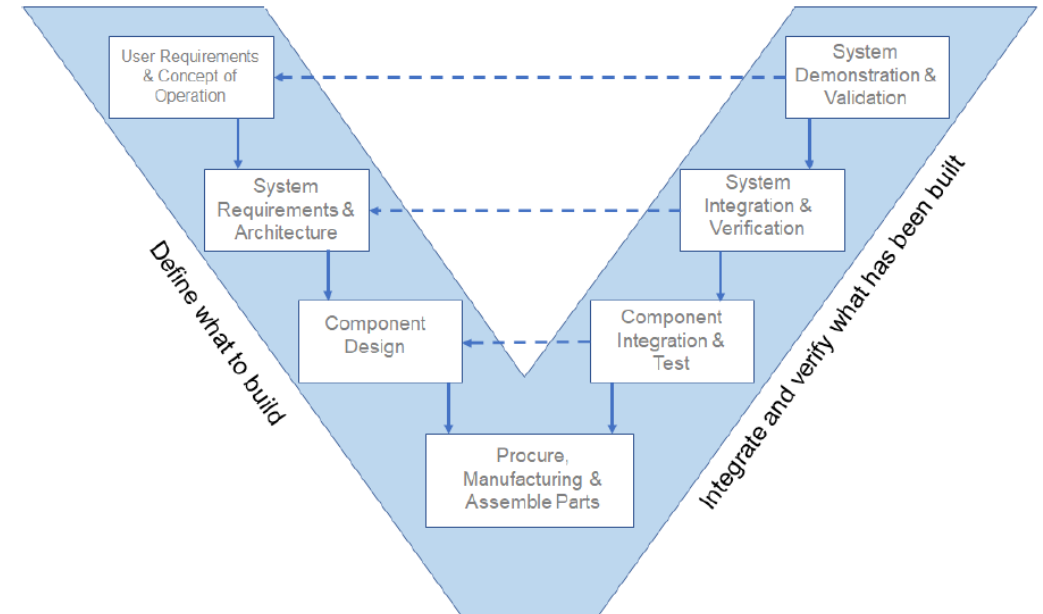 User Requirements
& Concept of
Operation
System
Demonstration &
Validation
System
Requirements &
Architecture
System
Integration &
Verification
Component
Design
Component
Integration &
Test
Procure,
Manufacturing &
Assemble Parts
Define what to build
Integrate and verify what has been built